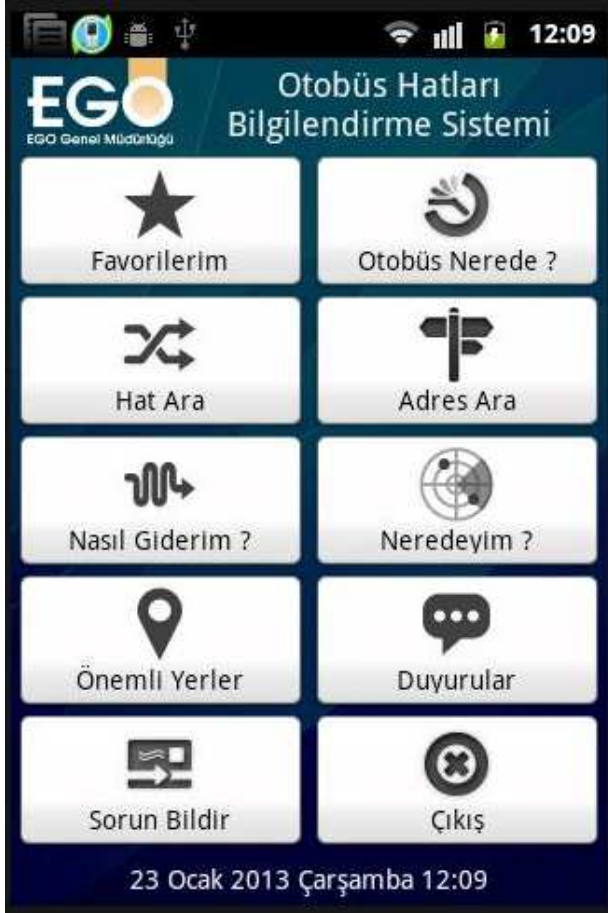 12:09
EGO
EGO Genel Müdürlüğü
Otobüs Hatları
Bilgilendirme Sistemi
Favorilerim
Otobüs Nerede ?
Hat Ara
Adres Ara
Nasıl Giderim ?
Neredeyim ?
Önemli Yerler
Duyurular
Sorun Bildir
Çıkış
23 Ocak 2013 Çarşamba 12:09